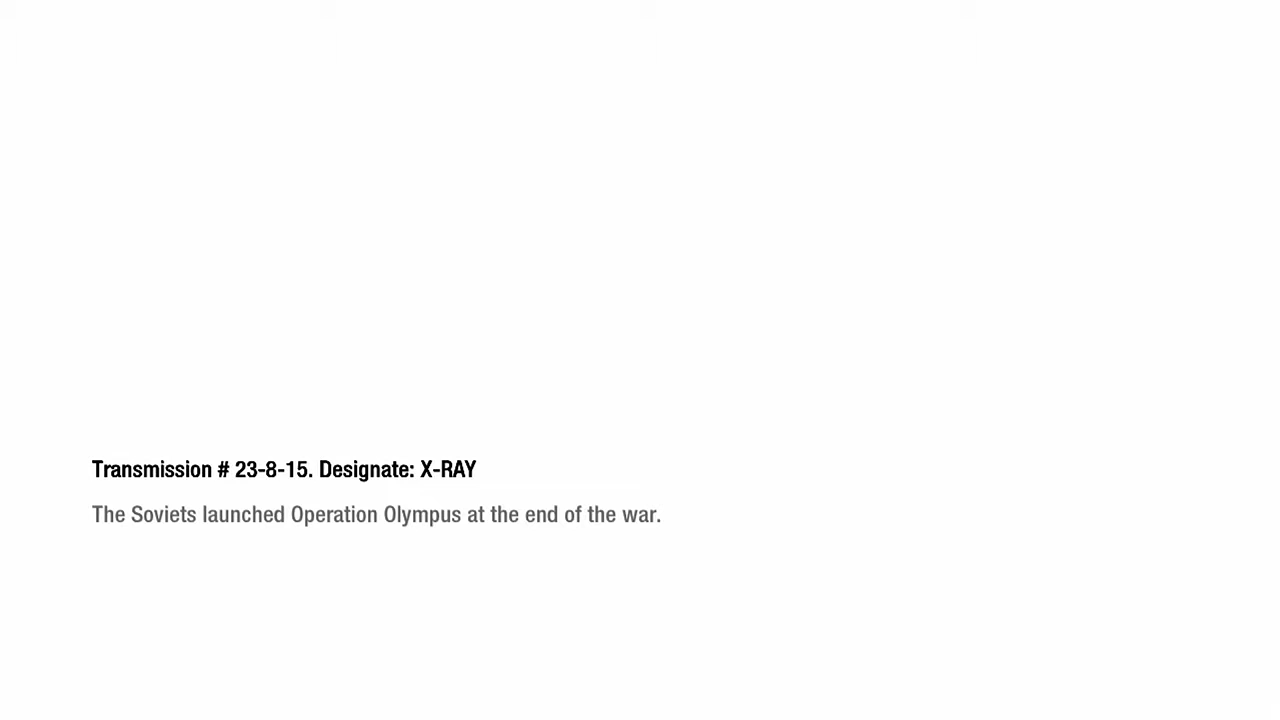 Transmission # 23-8-15. Designate: X-RAY
The Soviets launched Operation Olympus at the end of the war.